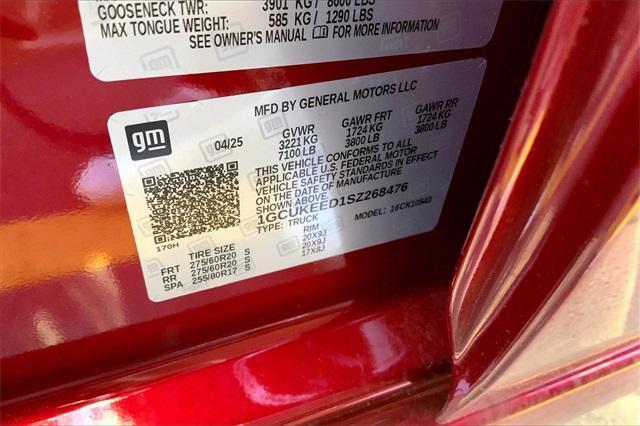 GOOSENECK TWR: 3901 KG/ 8600 LBS
MAX TONGUE WEIGHT: 585 KG/ 1290 LBS
SEE OWNER'S MANUAL FOR MORE INFORMATION
MFD BY GENERAL MOTORS LLC
gm
04/25
GVWR GAWR FRT GAWR RR
3221 KG 1724 KG 1724 KG
7100 LB 3800 LB 3800 LB
THIS VEHICLE CONFORMS TO ALL
APPLICABLE U.S. FEDERAL MOTOR
VEHICLE SAFETY STANDARDS IN EFFECT
ON THE DATE OF MANUFACTURE
SHOWN ABOVE.
1GCUKEED1SZ268476
TYPE: TRUCK MODEL: 16CK10543
170H
TIRE SIZE RIM
FRT 275/60R20 S 20X9J
RR 275/60R20 S 20X9J
SPA 255/80R17 S 17X8J